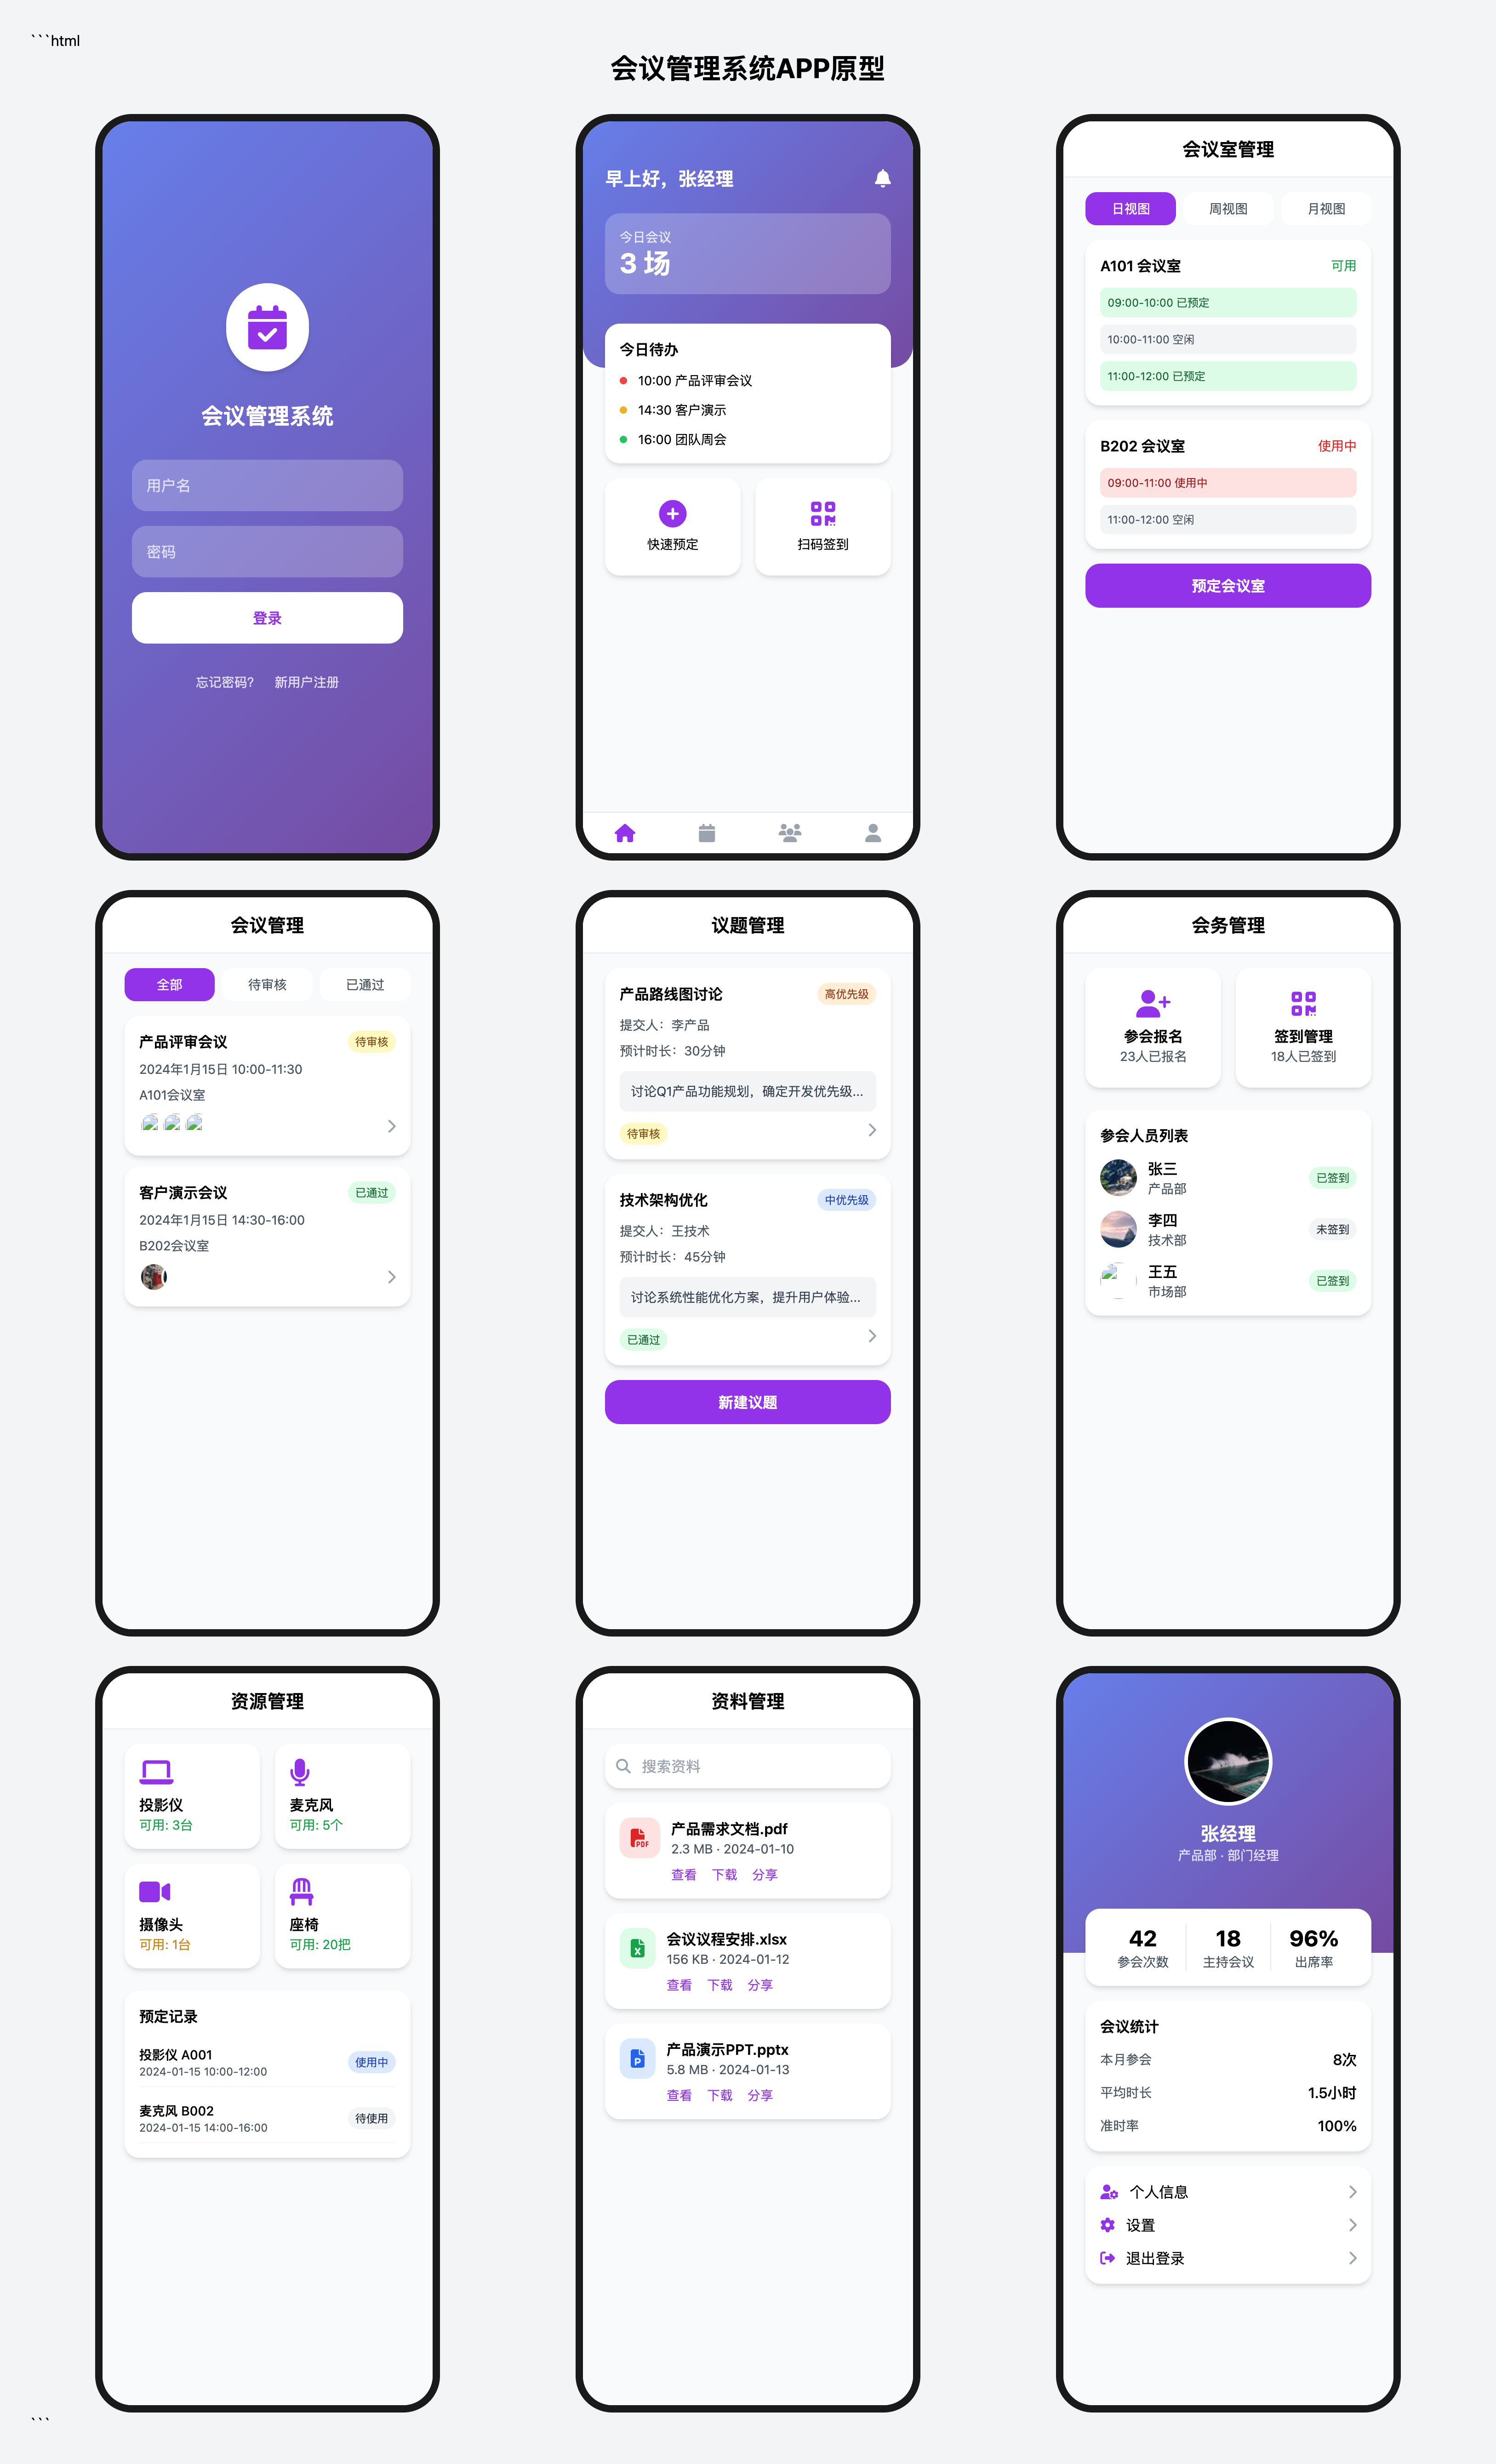 ```html
会议管理系统APP原型
会议管理系统
用户名
密码
登录
忘记密码?
新用户注册
早上好，张经理
今日会议
3 场
今日待办
10:00 产品评审会议
14:30 客户演示
16:00 团队周会
快速预定
扫码签到
会议室管理
日视图
周视图
月视图
A101 会议室
可用
09:00-10:00 已预定
10:00-11:00 空闲
11:00-12:00 已预定
B202 会议室
使用中
09:00-11:00 使用中
11:00-12:00 空闲
预定会议室
会议管理
全部
待审核
已通过
产品评审会议
待审核
2024年1月15日 10:00-11:30
A101会议室
客户演示会议
已通过
2024年1月15日 14:30-16:00
B202会议室
议题管理
产品路线图讨论
高优先级
提交人：李产品
预计时长：30分钟
讨论Q1产品功能规划，确定开发优先级...
待审核
技术架构优化
中优先级
提交人：王技术
预计时长：45分钟
讨论系统性能优化方案，提升用户体验...
已通过
新建议题
会务管理
参会报名
23人已报名
签到管理
18人已签到
参会人员列表
张三
产品部
已签到
李四
技术部
未签到
王五
市场部
已签到
资源管理
投影仪
可用: 3台
麦克风
可用: 5个
摄像头
可用: 1台
座椅
可用: 20把
预定记录
投影仪 A001
2024-01-15 10:00-12:00
使用中
麦克风 B002
2024-01-15 14:00-16:00
待使用
资料管理
搜索资料
PDF
产品需求文档.pdf
2.3 MB · 2024-01-10
查看
下载
分享
X
会议议程安排.xlsx
156 KB · 2024-01-12
查看
下载
分享
P
产品演示PPT.pptx
5.8 MB · 2024-01-13
查看
下载
分享
张经理
产品部 · 部门经理
42
参会次数
18
主持会议
96%
出席率
会议统计
本月参会
8次
平均时长
1.5小时
准时率
100%
个人信息
设置
退出登录
```